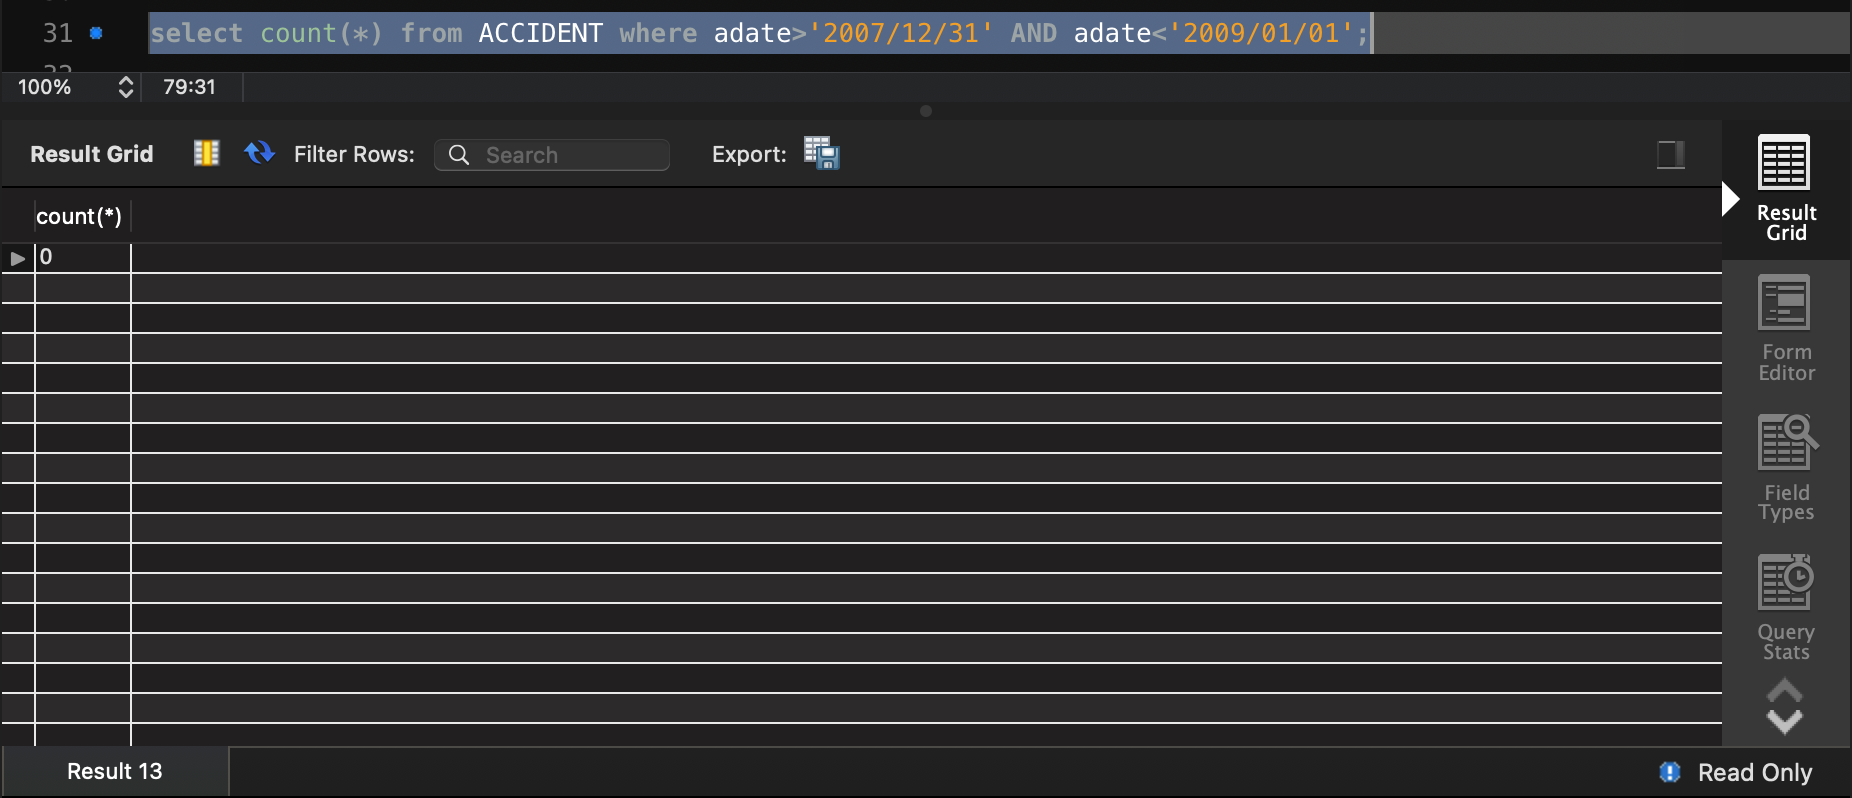 31 select count(*) from ACCIDENT where adate>'2007/12/31' AND adate<'2009/01/01';
100% 79:31
Result Grid Filter Rows: Search Export:
count(*)
0
Result
Grid
Form
Editor
Field
Types
Query
Stats
Result 13 Read Only